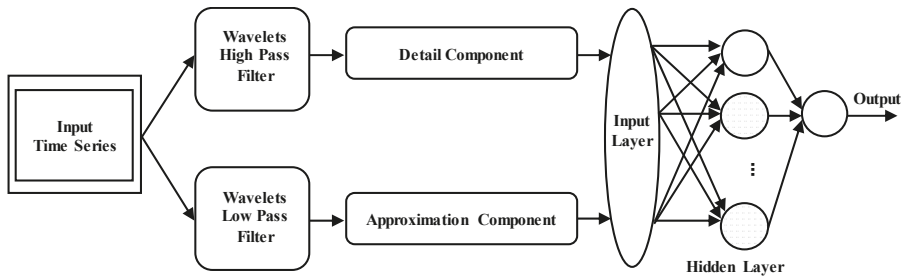 Wavelets
High Pass
Filter
Detail Component
Input
Time Series
Input
Layer
Output
Wavelets
Low Pass
Filter
Approximation Component
...
Hidden Layer